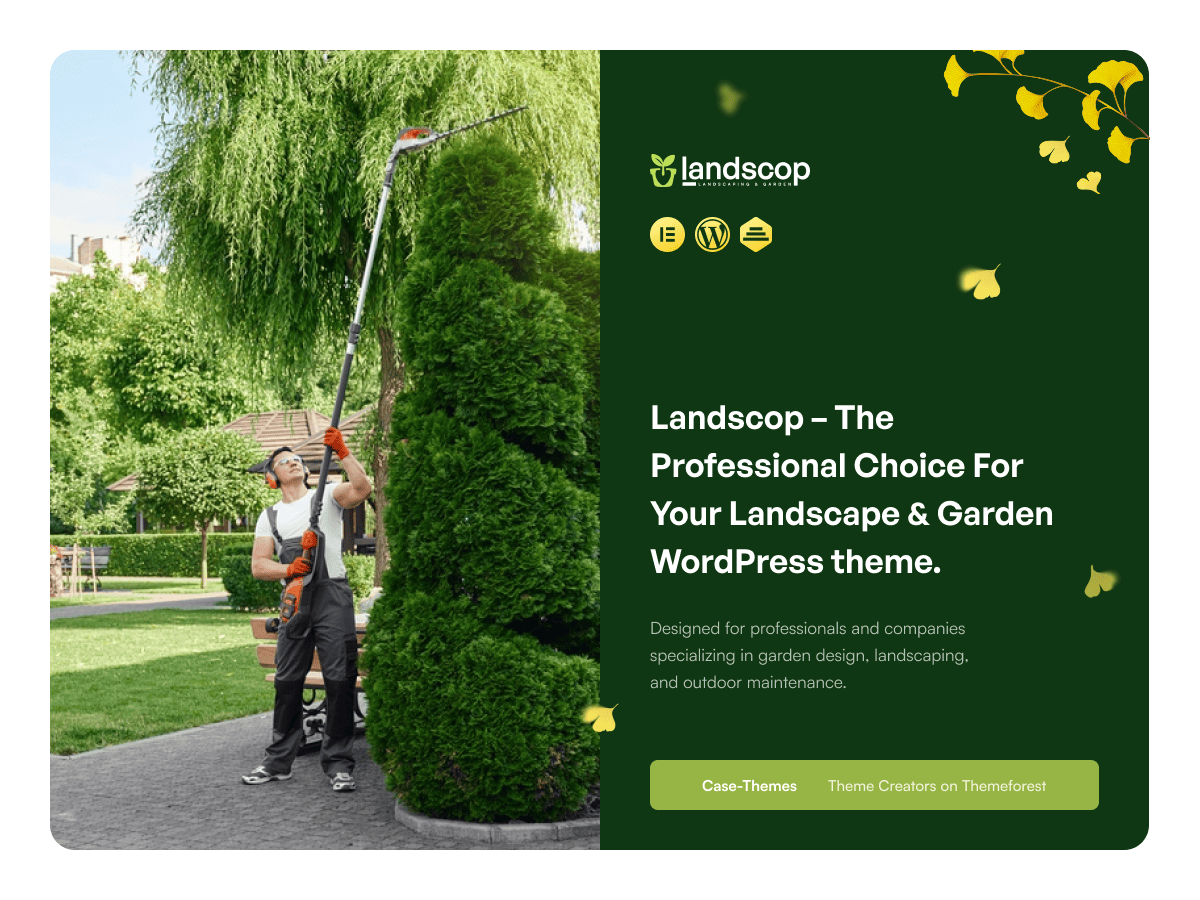 landscop
LANDSCAPING & GARDEN
Landscop – The
Professional Choice For
Your Landscape & Garden
WordPress theme.
Designed for professionals and companies
specializing in garden design, landscaping,
and outdoor maintenance.
Case-Themes Theme Creators on Themeforest